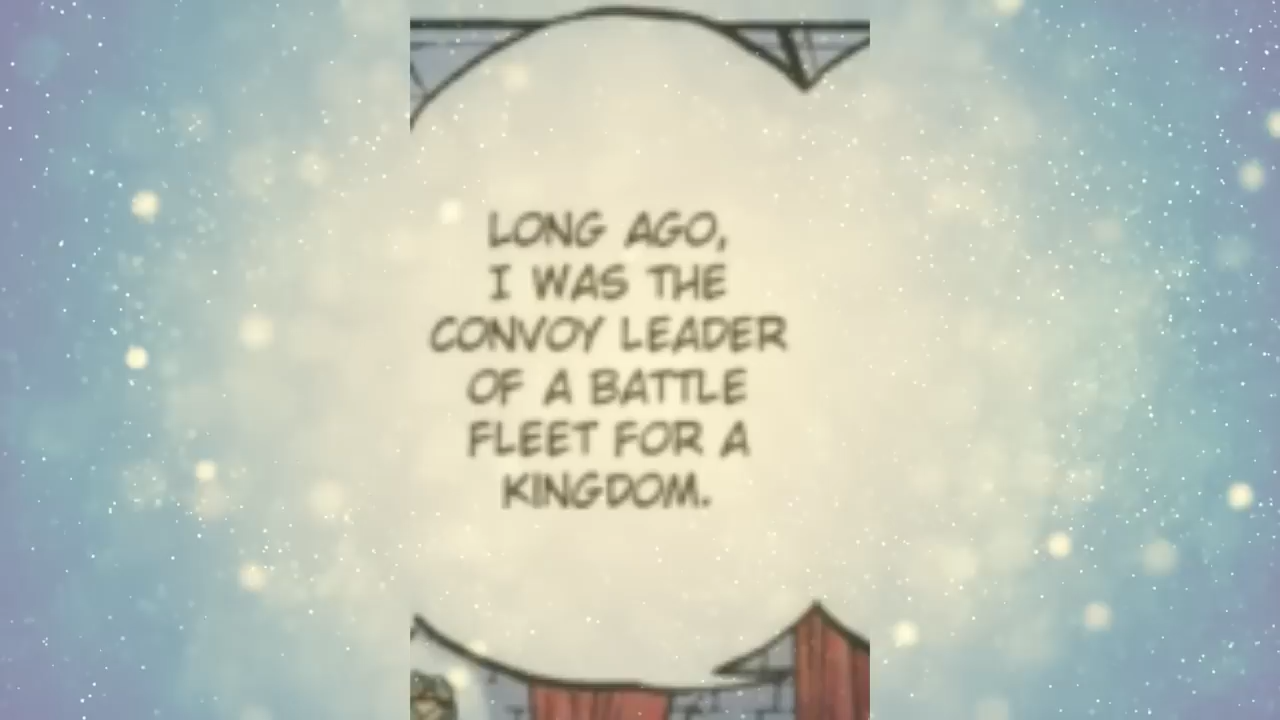 LONG AGO,
I WAS THE
CONVOY LEADER
OF A BATTLE
FLEET FOR A
KINGDOM.